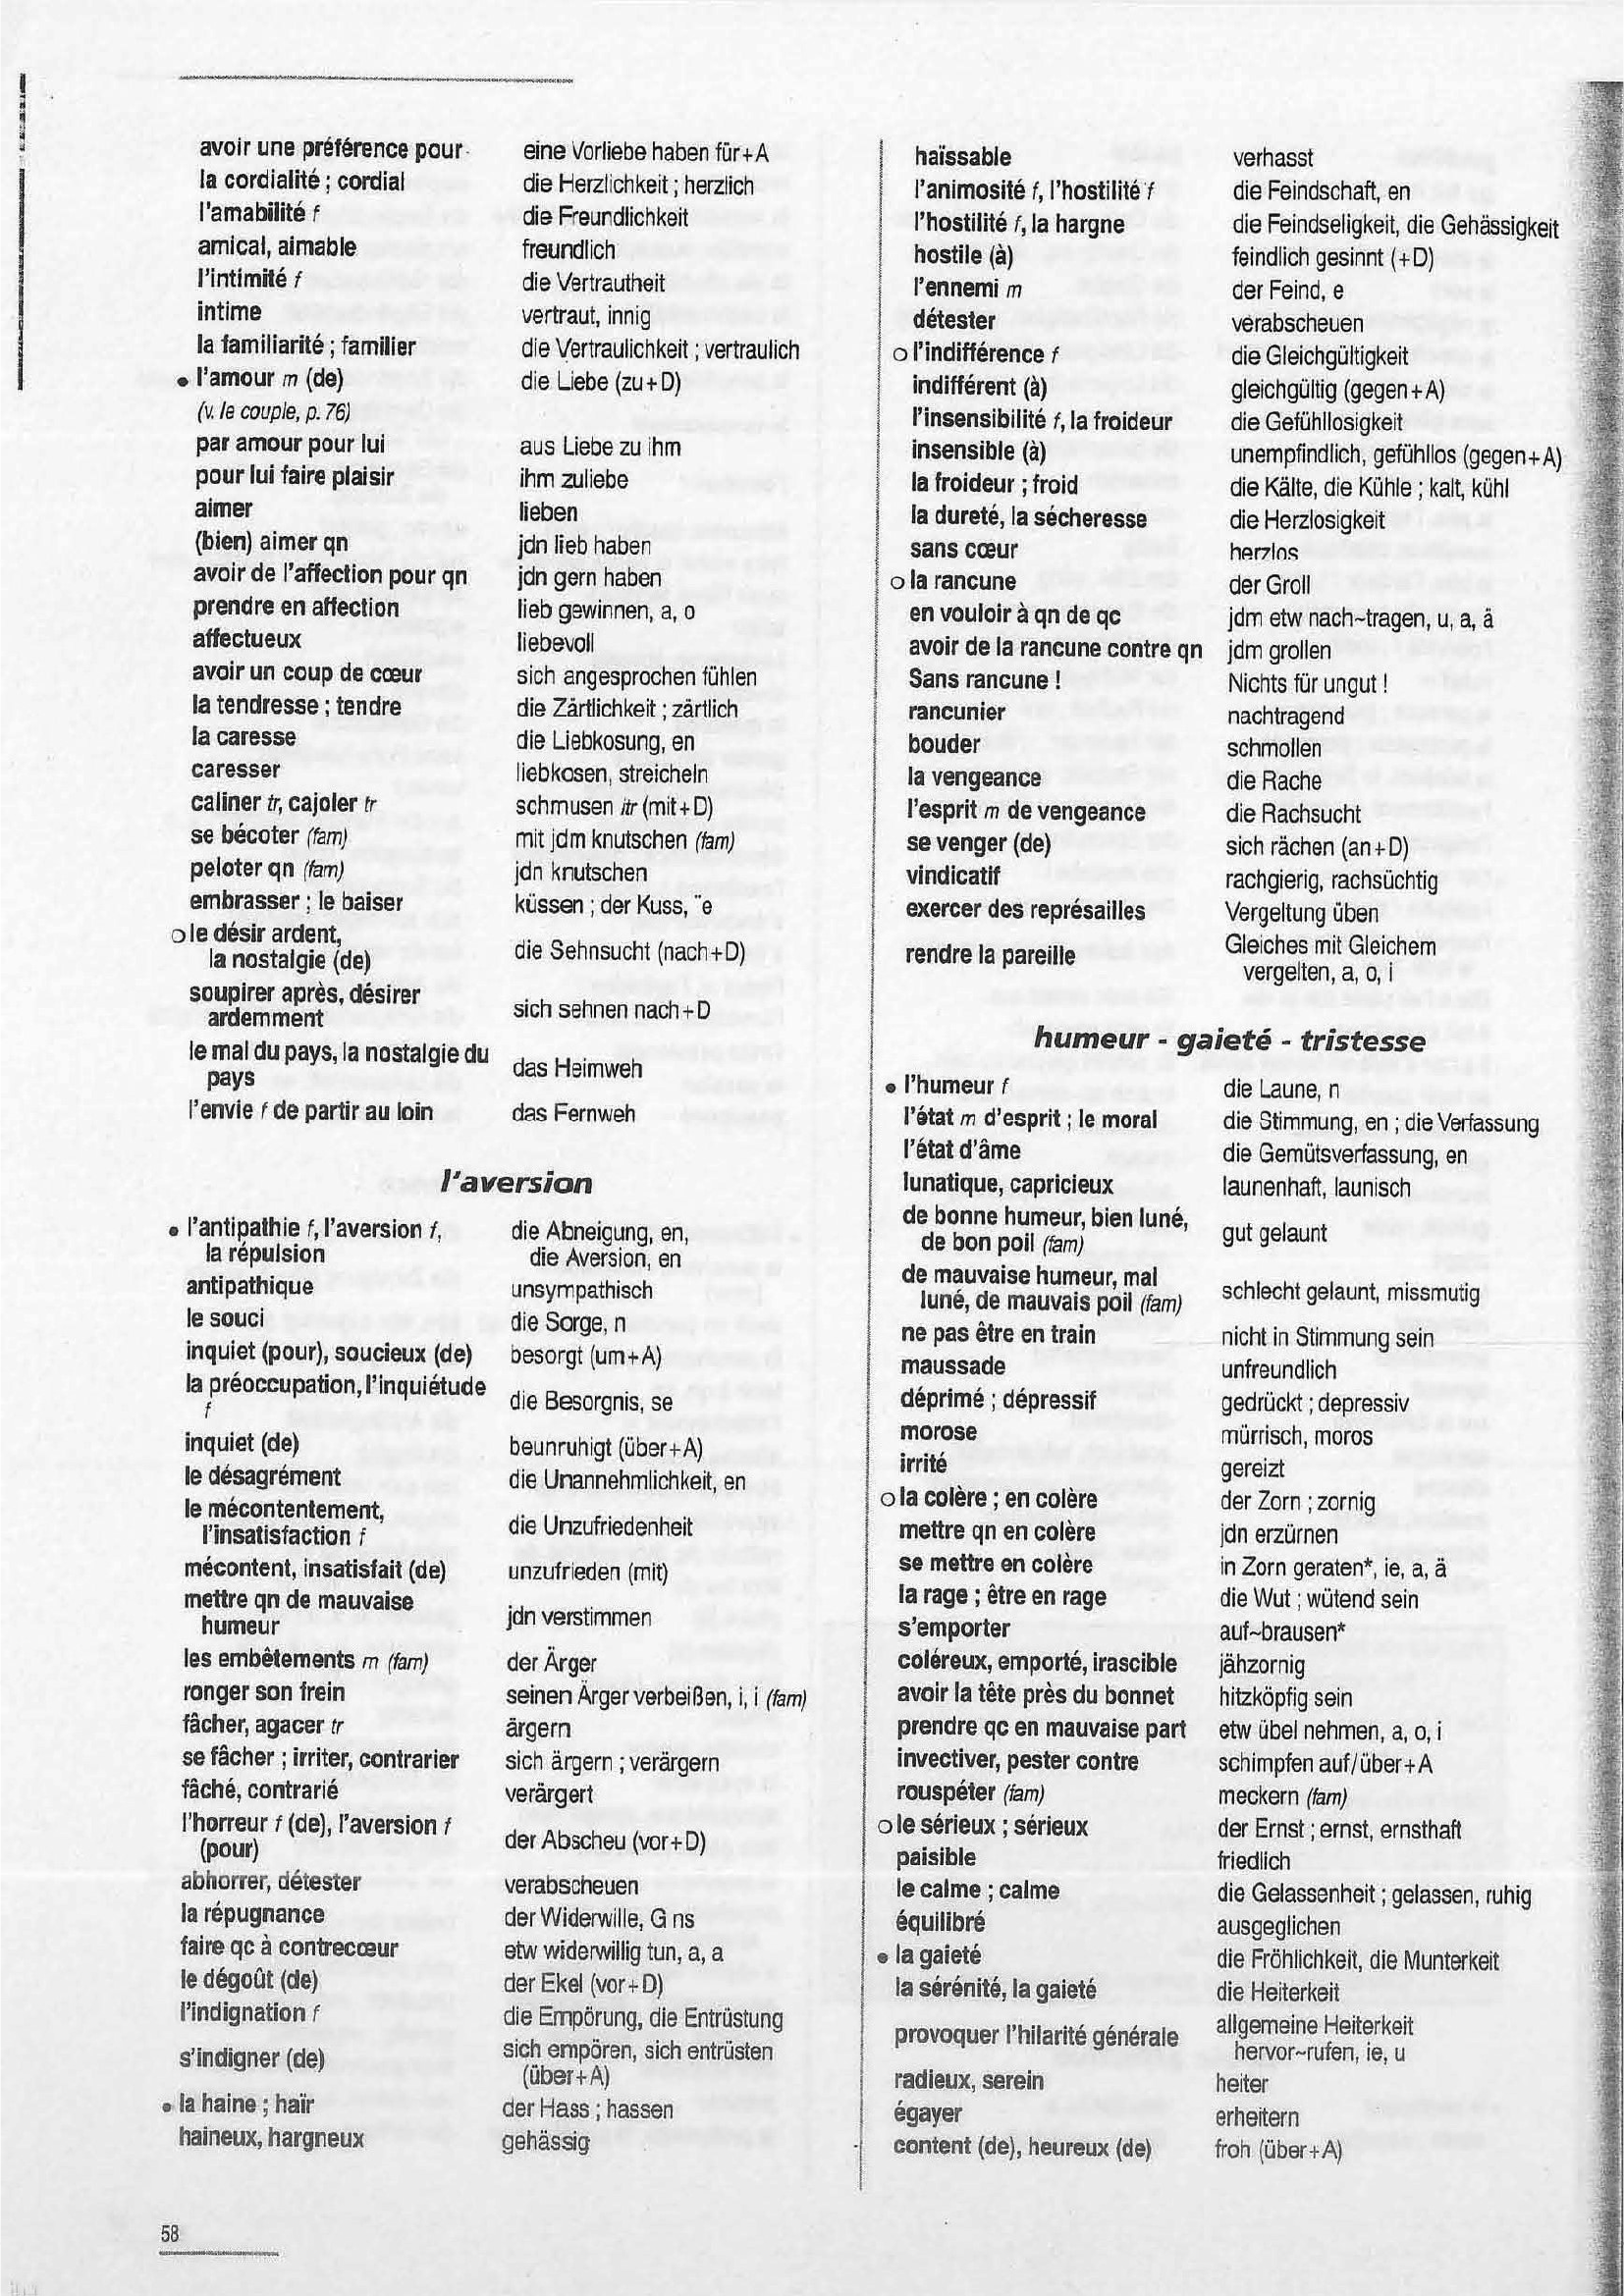 avoir une préférence pour eine Vorliebe haben für+A
la cordialité ; cordial die Herzlichkeit ; herzlich
l'amabilité f die Freundlichkeit
amical, aimable freundlich
l'intimité f die Vertrautheit
intime vertraut, innig
la familiarité ; familier die Vertraulichkeit ; vertraulich
• l'amour m (de) die Liebe (zu+D)
(v. le couple, p. 76)
par amour pour lui aus Liebe zu ihm
pour lui faire plaisir ihm zuliebe
aimer lieben
(bien) aimer qn jdn lieb haben
avoir de l'affection pour qn jdn gern haben
prendre en affection lieb gewinnen, a, o
affectueux liebevoll
avoir un coup de cœur sich angesprochen fühlen
la tendresse ; tendre die Zärtlichkeit ; zärtlich
la caresse die Liebkosung, en
caresser liebkosen, streicheln
caliner tr, cajoler tr schmusen itr (mit+D)
se bécoter (fam) mit jdm knutschen (fam)
peloter qn (fam) jdn knutschen
embrasser ; le baiser küssen ; der Kuss, ¨e
o le désir ardent,
la nostalgie (de) die Sehnsucht (nach+D)
soupirer après, désirer
ardemment sich sehnen nach+D
le mal du pays, la nostalgie du
pays das Heimweh
l'envie f de partir au loin das Fernweh
l'aversion
• l'antipathie f, l'aversion f, die Abneigung, en,
la répulsion die Aversion, en
antipathique unsympathisch
le souci die Sorge, n
inquiet (pour), soucieux (de) besorgt (um+A)
la préoccupation, l'inquiétude
f die Besorgnis, se
inquiet (de) beunruhigt (über+A)
le désagrément die Unannehmlichkeit, en
le mécontentement,
l'insatisfaction f die Unzufriedenheit
mécontent, insatisfait (de) unzufrieden (mit)
mettre qn de mauvaise
humeur jdn verstimmen
les embêtements m (fam) der Ärger
ronger son frein seinen Ärger verbeißen, i, i (fam)
fâcher, agacer tr ärgern
se fâcher ; irriter, contrarier sich ärgern ; verärgern
fâché, contrarié verärgert
l'horreur f (de), l'aversion f
(pour) der Abscheu (vor+D)
abhorrer, détester verabscheuen
la répugnance der Widerwille, G ns
faire qc à contrecœur etw widerwillig tun, a, a
le dégoût (de) der Ekel (vor+D)
l'indignation f die Empörung, die Entrüstung
s'indigner (de) sich empören, sich entrüsten
(über+A)
• la haine ; haïr der Hass ; hassen
haineux, hargneux gehässig
58
haïssable verhasst
l'animosité f, l'hostilité f die Feindschaft, en
l'hostilité f, la hargne die Feindseligkeit, die Gehässigkeit
hostile (à) feindlich gesinnt (+D)
l'ennemi m der Feind, e
détester verabscheuen
o l'indifférence f die Gleichgültigkeit
indifférent (à) gleichgültig (gegen+A)
l'insensibilité f, la froideur die Gefühllosigkeit
insensible (à) unempfindlich, gefühllos (gegen+A)
la froideur ; froid die Kälte, die Kühle ; kalt, kühl
la dureté, la sécheresse die Herzlosigkeit
sans cœur herzlos
o la rancune der Groll
en vouloir à qn de qc jdm etw nach~tragen, u, a, ä
avoir de la rancune contre qn jdm grollen
Sans rancune ! Nichts für ungut !
rancunier nachtragend
bouder schmollen
la vengeance die Rache
l'esprit m de vengeance die Rachsucht
se venger (de) sich rächen (an+D)
vindicatif rachgierig, rachsüchtig
exercer des représailles Vergeltung üben
rendre la pareille Gleiches mit Gleichem
vergelten, a, o, i
humeur - gaieté - tristesse
• l'humeur f die Laune, n
l'état m d'esprit ; le moral die Stimmung, en ; die Verfassung
l'état d'âme die Gemütsverfassung, en
lunatique, capricieux launenhaft, launisch
de bonne humeur, bien luné,
de bon poil (fam) gut gelaunt
de mauvaise humeur, mal
luné, de mauvais poil (fam) schlecht gelaunt, missmutig
ne pas être en train nicht in Stimmung sein
maussade unfreundlich
déprimé ; dépressif gedrückt ; depressiv
morose mürrisch, moros
irrité gereizt
o la colère ; en colère der Zorn ; zornig
mettre qn en colère jdn erzürnen
se mettre en colère in Zorn geraten*, ie, a, ä
la rage ; être en rage die Wut ; wütend sein
s'emporter auf~brausen*
coléreux, emporté, irascible jähzornig
avoir la tête près du bonnet hitzköpfig sein
prendre qc en mauvaise part etw übel nehmen, a, o, i
invectiver, pester contre schimpfen auf/über+A
rouspéter (fam) meckern (fam)
o le sérieux ; sérieux der Ernst ; ernst, ernsthaft
paisible friedlich
le calme ; calme die Gelassenheit ; gelassen, ruhig
équilibré ausgeglichen
• la gaieté die Fröhlichkeit, die Munterkeit
la sérénité, la gaieté die Heiterkeit
provoquer l'hilarité générale allgemeine Heiterkeit
hervor~rufen, ie, u
radieux, serein heiter
égayer erheitern
content (de), heureux (de) froh (über+A)